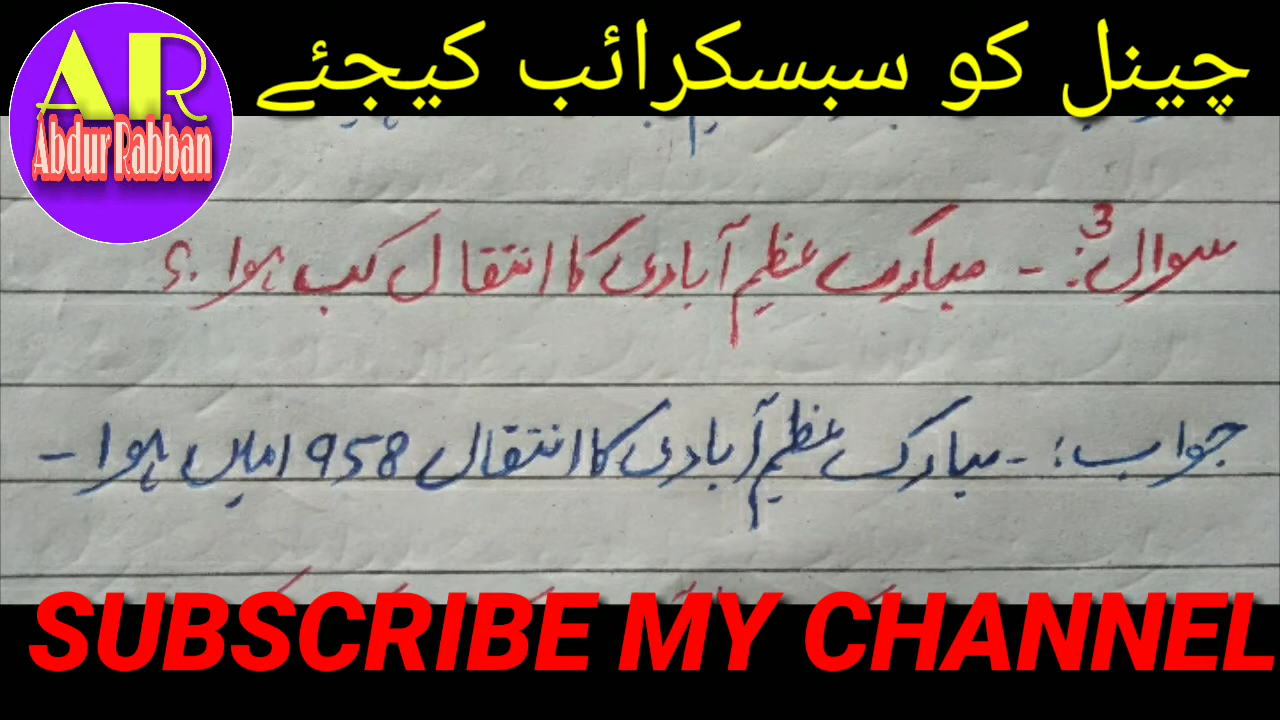 AR
Abdur Rabban
چینل کو سبسکرائب کیجئے
سوال 3: - مبارک عظیم آبادی کا انتقال کب ہوا ؟
جواب : - مبارک عظیم آبادی کا انتقال 1958 میں ہوا -
SUBSCRIBE MY CHANNEL